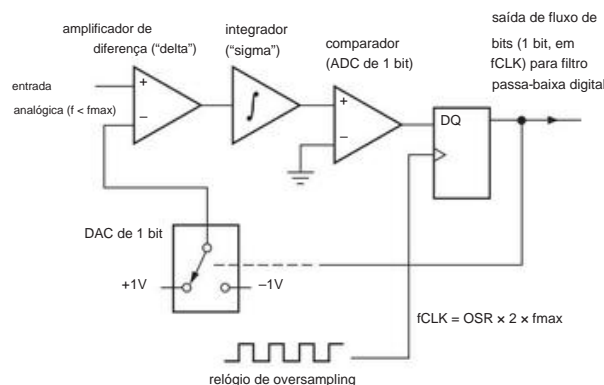 amplificador de
diferença (“delta”)
integrador
(“sigma”)
comparador
(ADC de 1 bit)
saída de fluxo de
bits (1 bit, em
fCLK) para filtro
passa-baixa digital
entrada
analógica (f < fmax)
+
−
∫
+
−
DQ
DAC de 1 bit
+1V
−1V
fCLK = OSR × 2 × fmax
relógio de oversampling